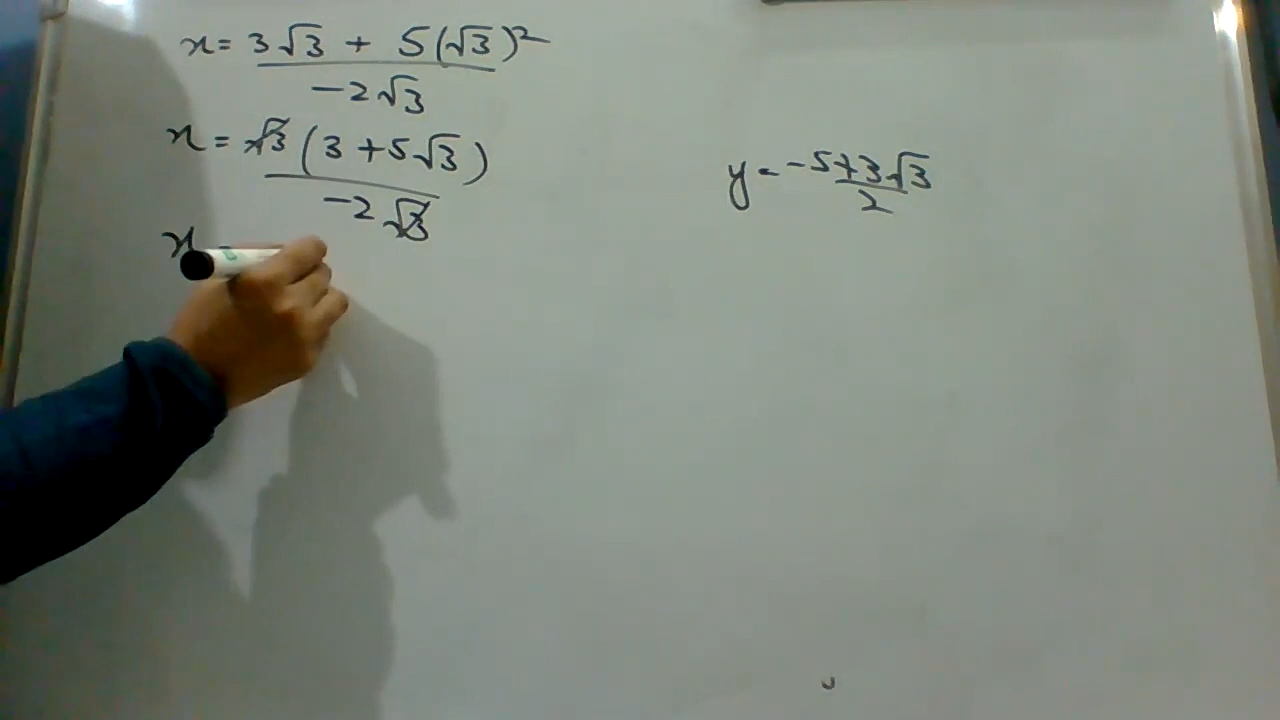 x = 3√3 + 5(√3)² / -2√3
x = √3 (3 + 5√3) / -2√3
x =
y = -5+3√3 / 2